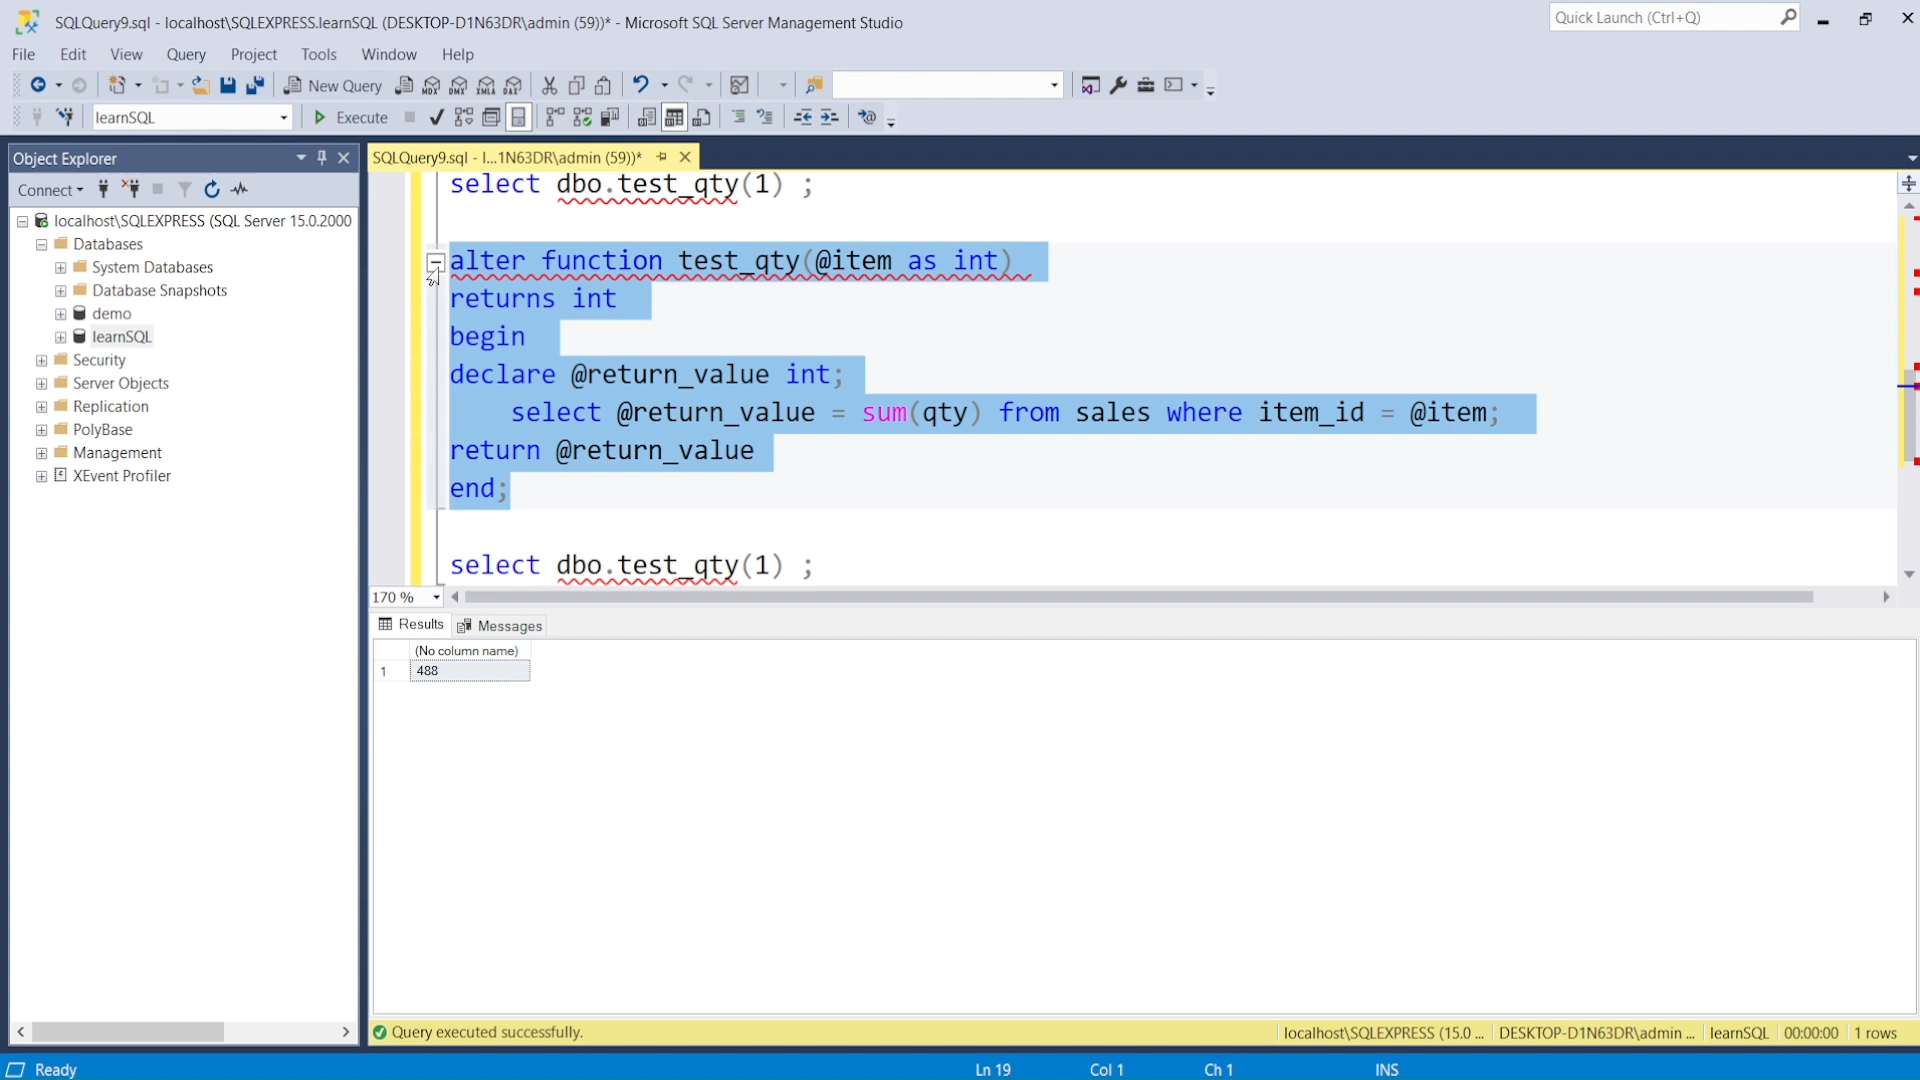 SQLQuery9.sql - localhost\SQLEXPRESS.learnSQL (DESKTOP-D1N63DR\admin (59))* - Microsoft SQL Server Management Studio
Quick Launch (Ctrl+Q)
File Edit View Query Project Tools Window Help
New Query
learnSQL Execute
Object Explorer
SQLQuery9.sql - l...1N63DR\admin (59))*
Connect
localhost\SQLEXPRESS (SQL Server 15.0.2000
Databases
System Databases
Database Snapshots
demo
learnSQL
Security
Server Objects
Replication
PolyBase
Management
XEvent Profiler
select dbo.test_qty(1) ;
alter function test_qty(@item as int)
returns int
begin
declare @return_value int;
select @return_value = sum(qty) from sales where item_id = @item;
return @return_value
end;
select dbo.test_qty(1) ;
170 %
Results Messages
(No column name)
1 488
Query executed successfully.
localhost\SQLEXPRESS (15.0 ... DESKTOP-D1N63DR\admin ... learnSQL 00:00:00 1 rows
Ready Ln 19 Col 1 Ch 1 INS